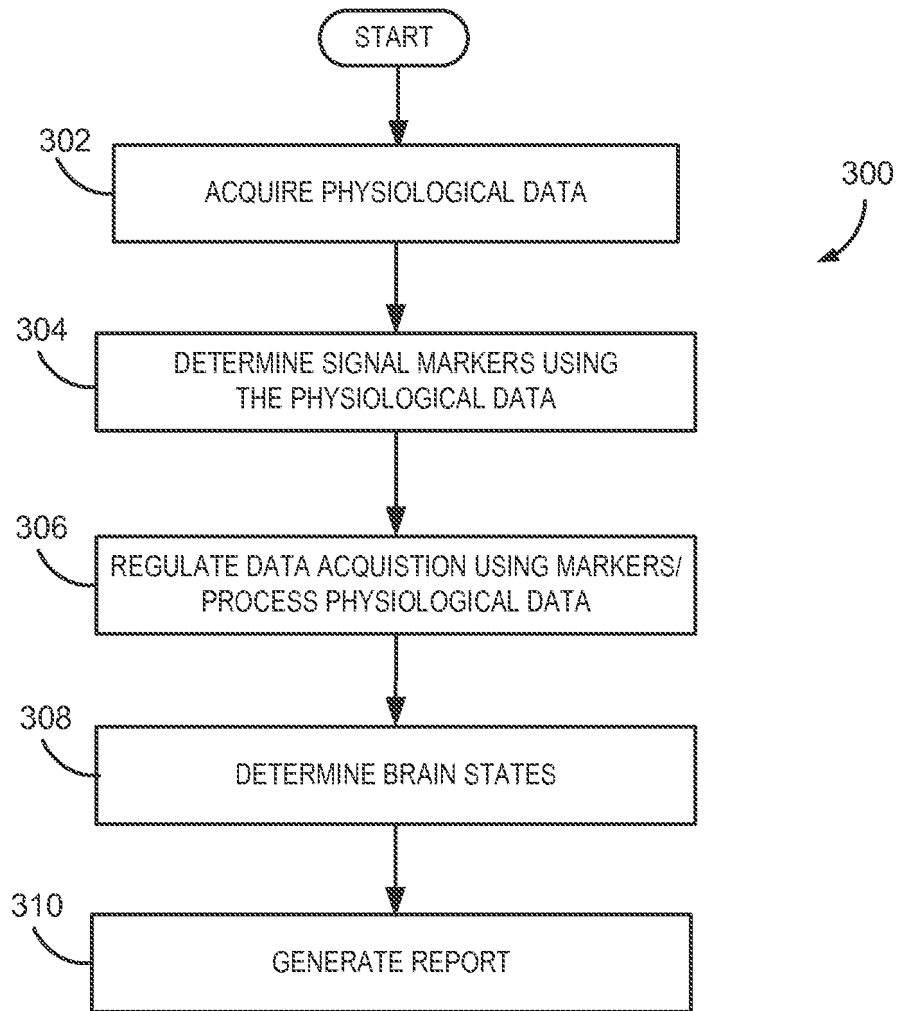 START
302
ACQUIRE PHYSIOLOGICAL DATA
300
304
DETERMINE SIGNAL MARKERS USING
THE PHYSIOLOGICAL DATA
306
REGULATE DATA ACQUISTION USING MARKERS/
PROCESS PHYSIOLOGICAL DATA
308
DETERMINE BRAIN STATES
310
GENERATE REPORT